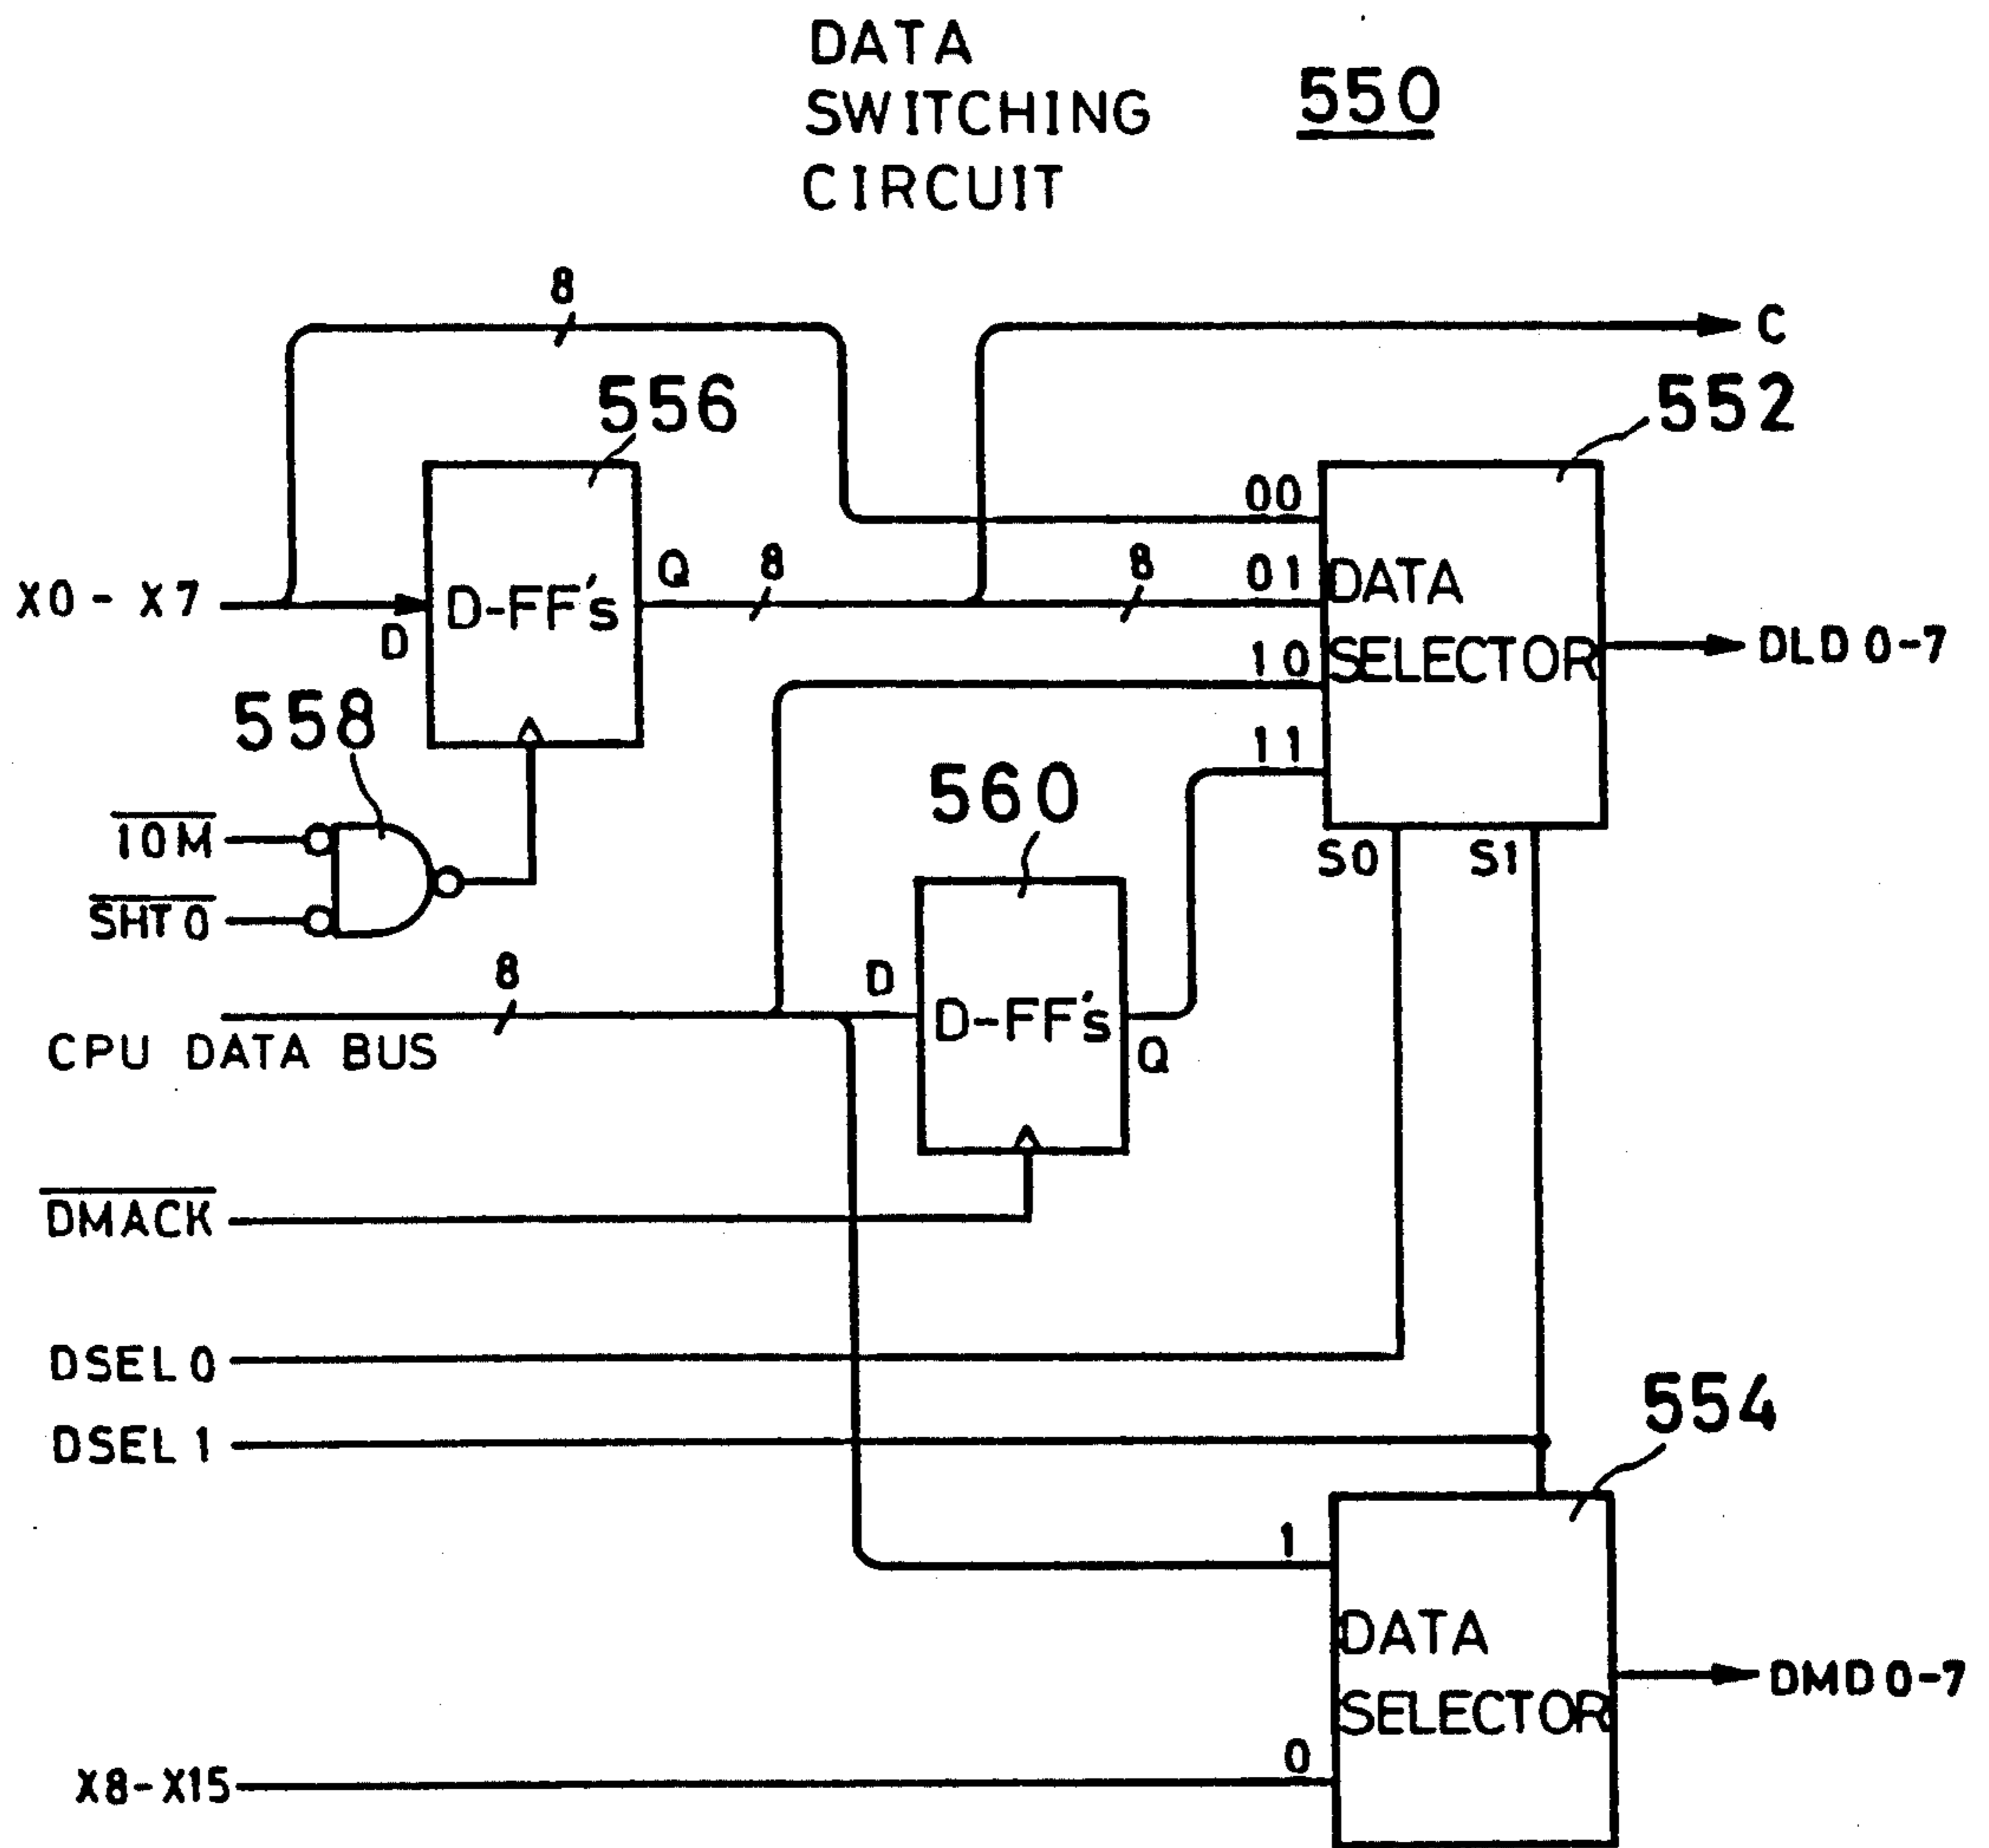 DATA
SWITCHING
CIRCUIT
550
8
C
556
552
00
X0 - X7
D
D-FF's
Q
8
8
01
DATA
SELECTOR
10
DLD 0-7
11
558
10M
SHT0
560
S0
S1
8
CPU DATA BUS
D
D-FF's
Q
DMACK
DSEL 0
DSEL 1
554
1
DATA
SELECTOR
DMD 0-7
0
X8-X15